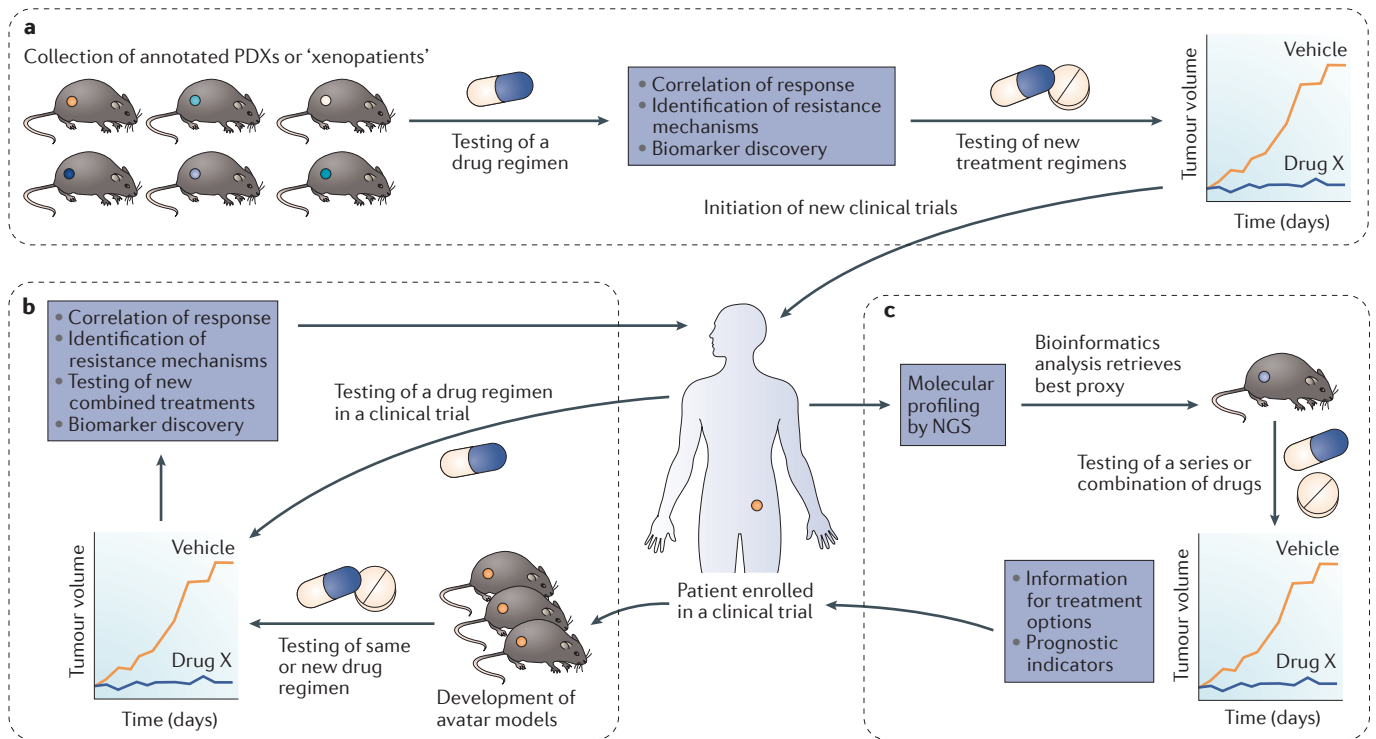 a
Collection of annotated PDXs or ‘xenopatients’
Testing of a
drug regimen
• Correlation of response
• Identification of resistance
mechanisms
• Biomarker discovery
Testing of new
treatment regimens
Tumour volume
Vehicle
Drug X
Time (days)
Initiation of new clinical trials
b
• Correlation of response
• Identification of
resistance mechanisms
• Testing of new
combined treatments
• Biomarker discovery
Testing of a drug regimen
in a clinical trial
Tumour volume
Vehicle
Drug X
Time (days)
Testing of same
or new drug
regimen
Development of
avatar models
Patient enrolled
in a clinical trial
c
Molecular
profiling
by NGS
Bioinformatics
analysis retrieves
best proxy
Testing of a series or
combination of drugs
Tumour volume
Vehicle
Drug X
Time (days)
• Information
for treatment
options
• Prognostic
indicators